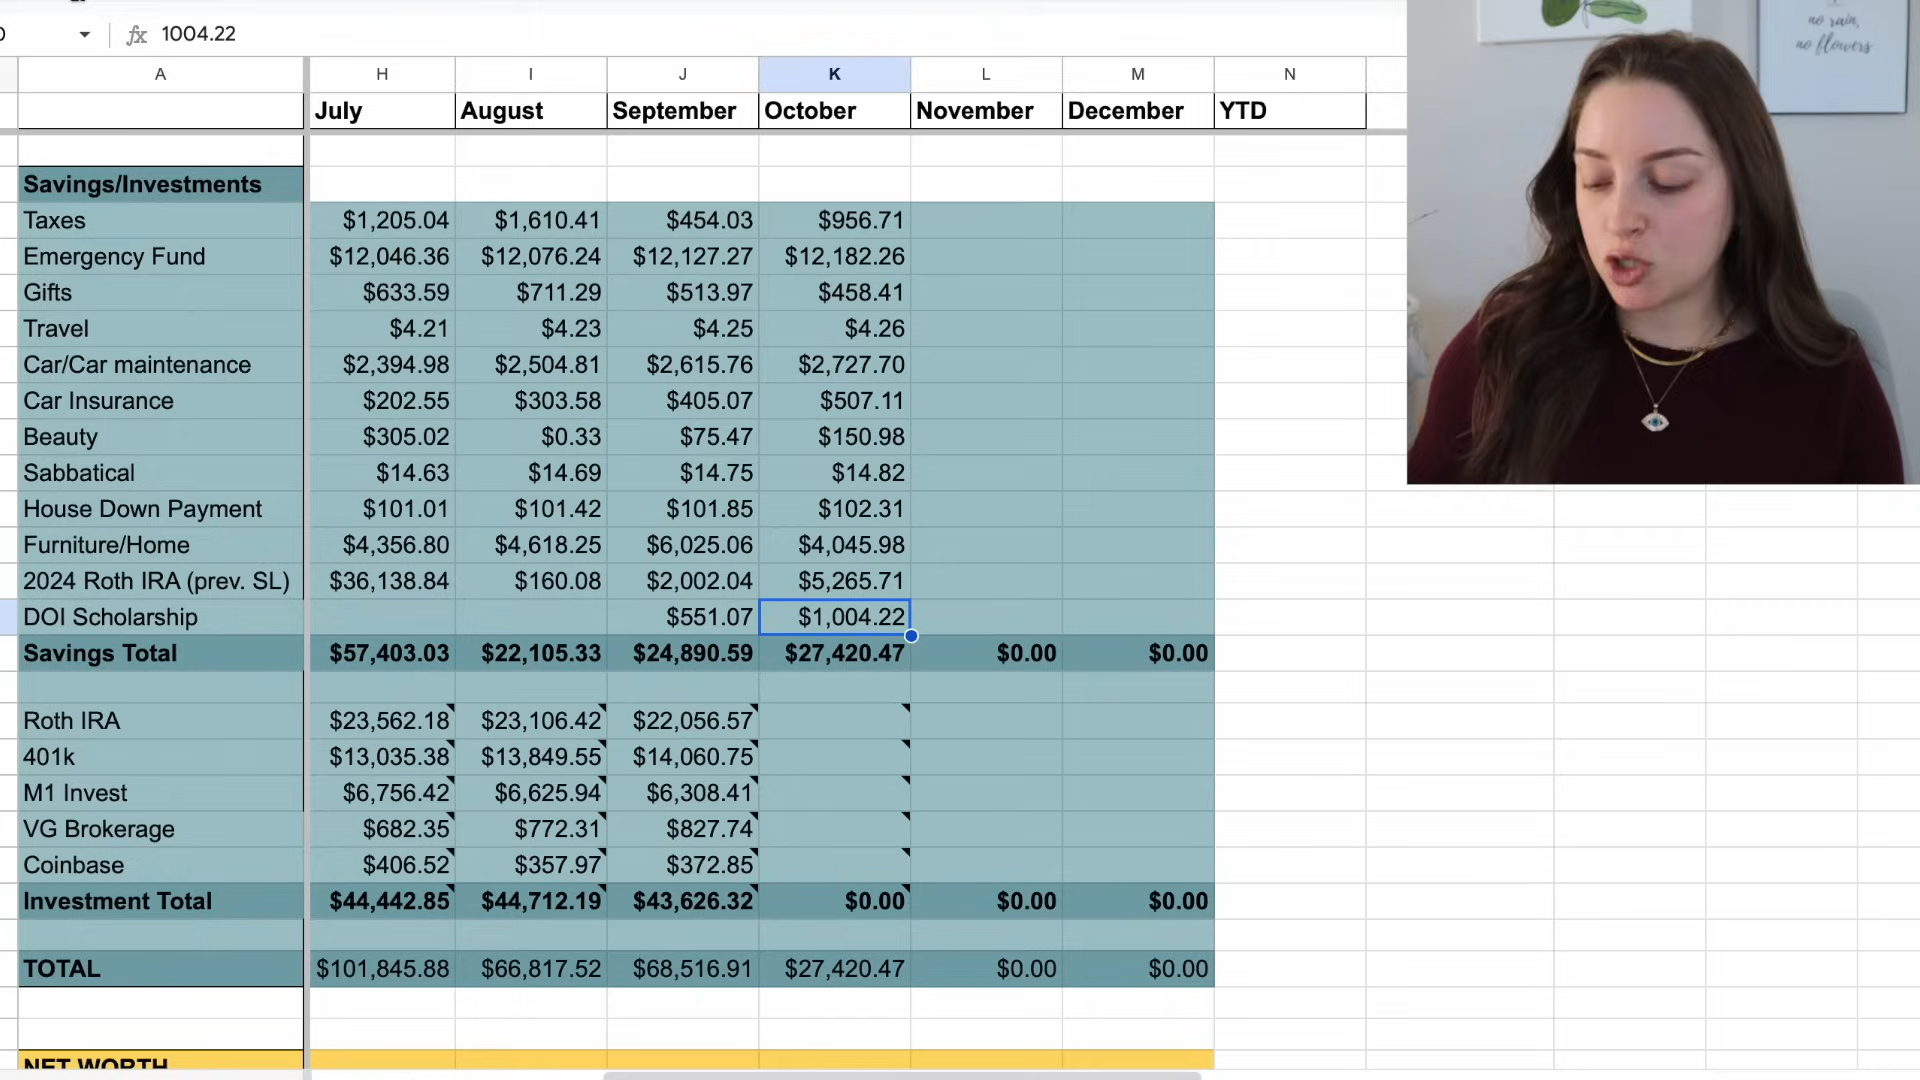 fx 1004.22
A H I J K L M N
July August September October November December YTD
Savings/Investments
Taxes $1,205.04 $1,610.41 $454.03 $956.71
Emergency Fund $12,046.36 $12,076.24 $12,127.27 $12,182.26
Gifts $633.59 $711.29 $513.97 $458.41
Travel $4.21 $4.23 $4.25 $4.26
Car/Car maintenance $2,394.98 $2,504.81 $2,615.76 $2,727.70
Car Insurance $202.55 $303.58 $405.07 $507.11
Beauty $305.02 $0.33 $75.47 $150.98
Sabbatical $14.63 $14.69 $14.75 $14.82
House Down Payment $101.01 $101.42 $101.85 $102.31
Furniture/Home $4,356.80 $4,618.25 $6,025.06 $4,045.98
2024 Roth IRA (prev. SL) $36,138.84 $160.08 $2,002.04 $5,265.71
DOI Scholarship $551.07 $1,004.22
Savings Total $57,403.03 $22,105.33 $24,890.59 $27,420.47 $0.00 $0.00
Roth IRA $23,562.18 $23,106.42 $22,056.57
401k $13,035.38 $13,849.55 $14,060.75
M1 Invest $6,756.42 $6,625.94 $6,308.41
VG Brokerage $682.35 $772.31 $827.74
Coinbase $406.52 $357.97 $372.85
Investment Total $44,442.85 $44,712.19 $43,626.32 $0.00 $0.00 $0.00
TOTAL $101,845.88 $66,817.52 $68,516.91 $27,420.47 $0.00 $0.00
NET WORTH
no rain,
no flowers